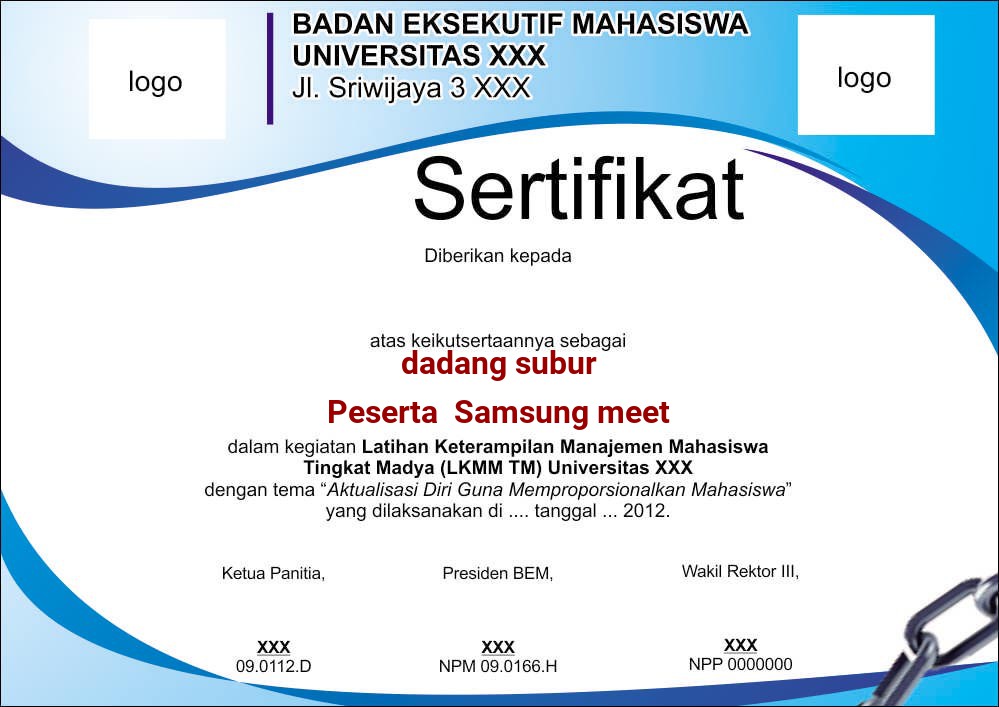 logo
BADAN EKSEKUTIF MAHASISWA
UNIVERSITAS XXX
Jl. Sriwijaya 3 XXX
logo
Sertifikat
Diberikan kepada
atas keikutsertaannya sebagai
dadang subur
Peserta  Samsung meet
dalam kegiatan Latihan Keterampilan Manajemen Mahasiswa
Tingkat Madya (LKMM TM) Universitas XXX
dengan tema “Aktualisasi Diri Guna Memproporsionalkan Mahasiswa”
yang dilaksanakan di .... tanggal ... 2012.
Ketua Panitia,
XXX
09.0112.D
Presiden BEM,
XXX
NPM 09.0166.H
Wakil Rektor III,
XXX
NPP 0000000